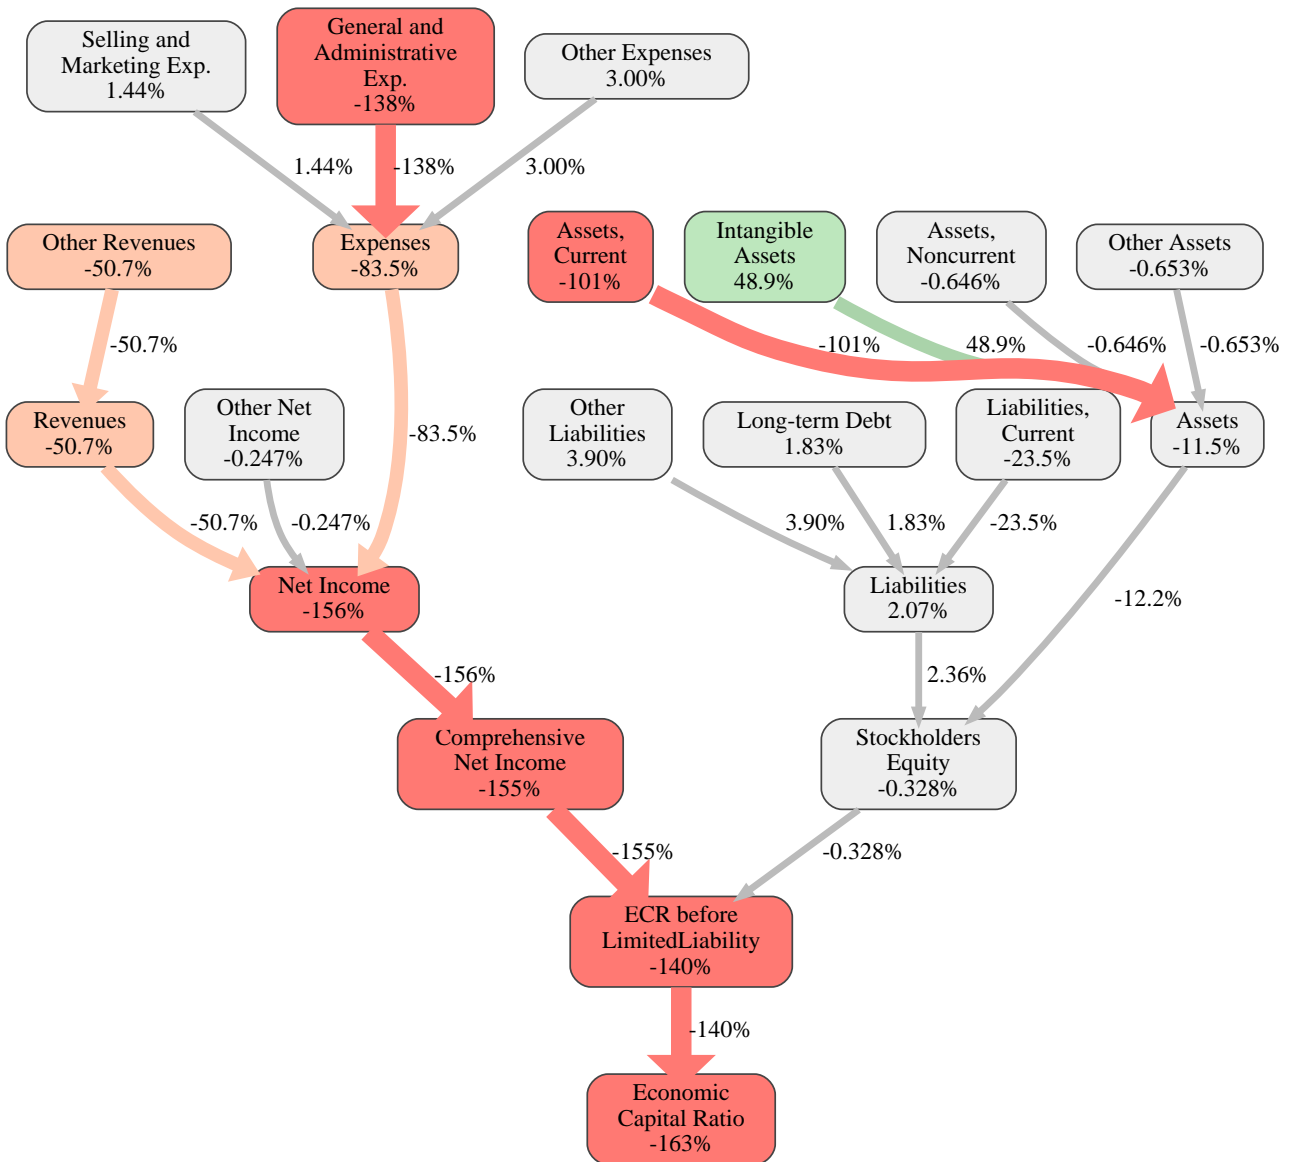 Selling and
Marketing Exp.
1.44%
General and
Administrative
Exp.
-138%
Other Expenses
3.00%
1.44%
-138%
3.00%
Other Revenues
-50.7%
Expenses
-83.5%
Assets,
Current
-101%
Intangible
Assets
48.9%
Assets,
Noncurrent
-0.646%
Other Assets
-0.653%
-50.7%
-101%
48.9%
-0.646%
-0.653%
Revenues
-50.7%
Other Net
Income
-0.247%
-83.5%
Other
Liabilities
3.90%
Long-term Debt
1.83%
Liabilities,
Current
-23.5%
Assets
-11.5%
-50.7%
-0.247%
3.90%
1.83%
-23.5%
Net Income
-156%
Liabilities
2.07%
-12.2%
-156%
2.36%
Comprehensive
Net Income
-155%
Stockholders
Equity
-0.328%
-155%
-0.328%
ECR before
LimitedLiability
-140%
-140%
Economic
Capital Ratio
-163%